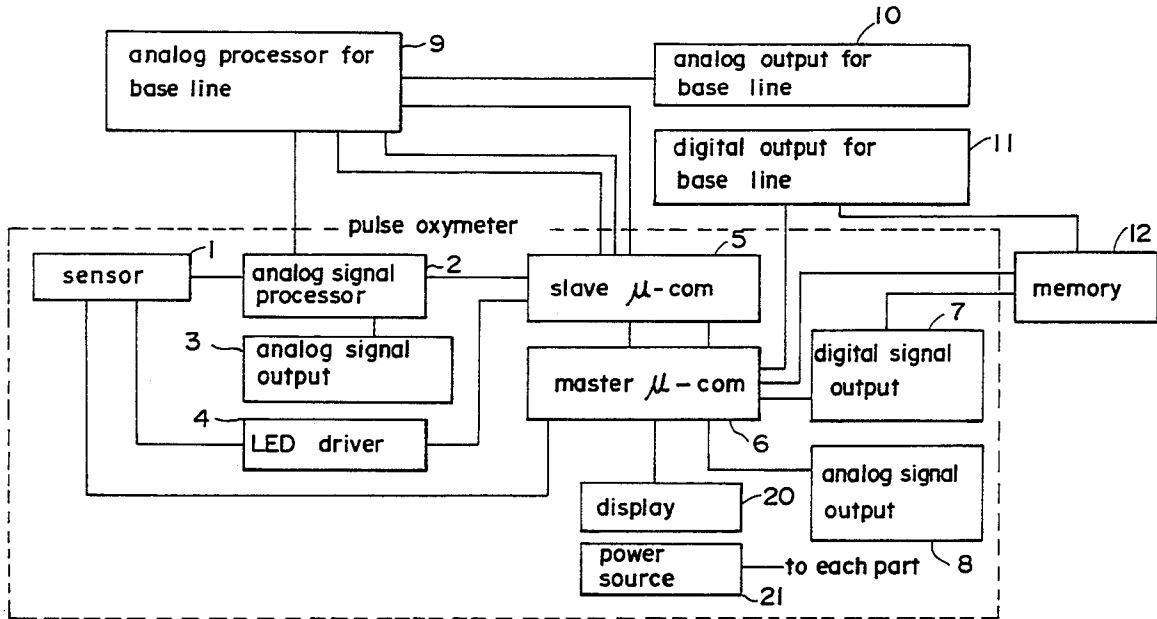 9
analog processor for
base line
10
analog output for
base line
11
digital output for
base line
pulse oxymeter
1
sensor
2
analog signal
processor
5
slave μ-com
12
memory
3
analog signal
output
master μ-com
6
7
digital signal
output
4
LED driver
20
display
analog signal
output
8
power
source
21
to each part